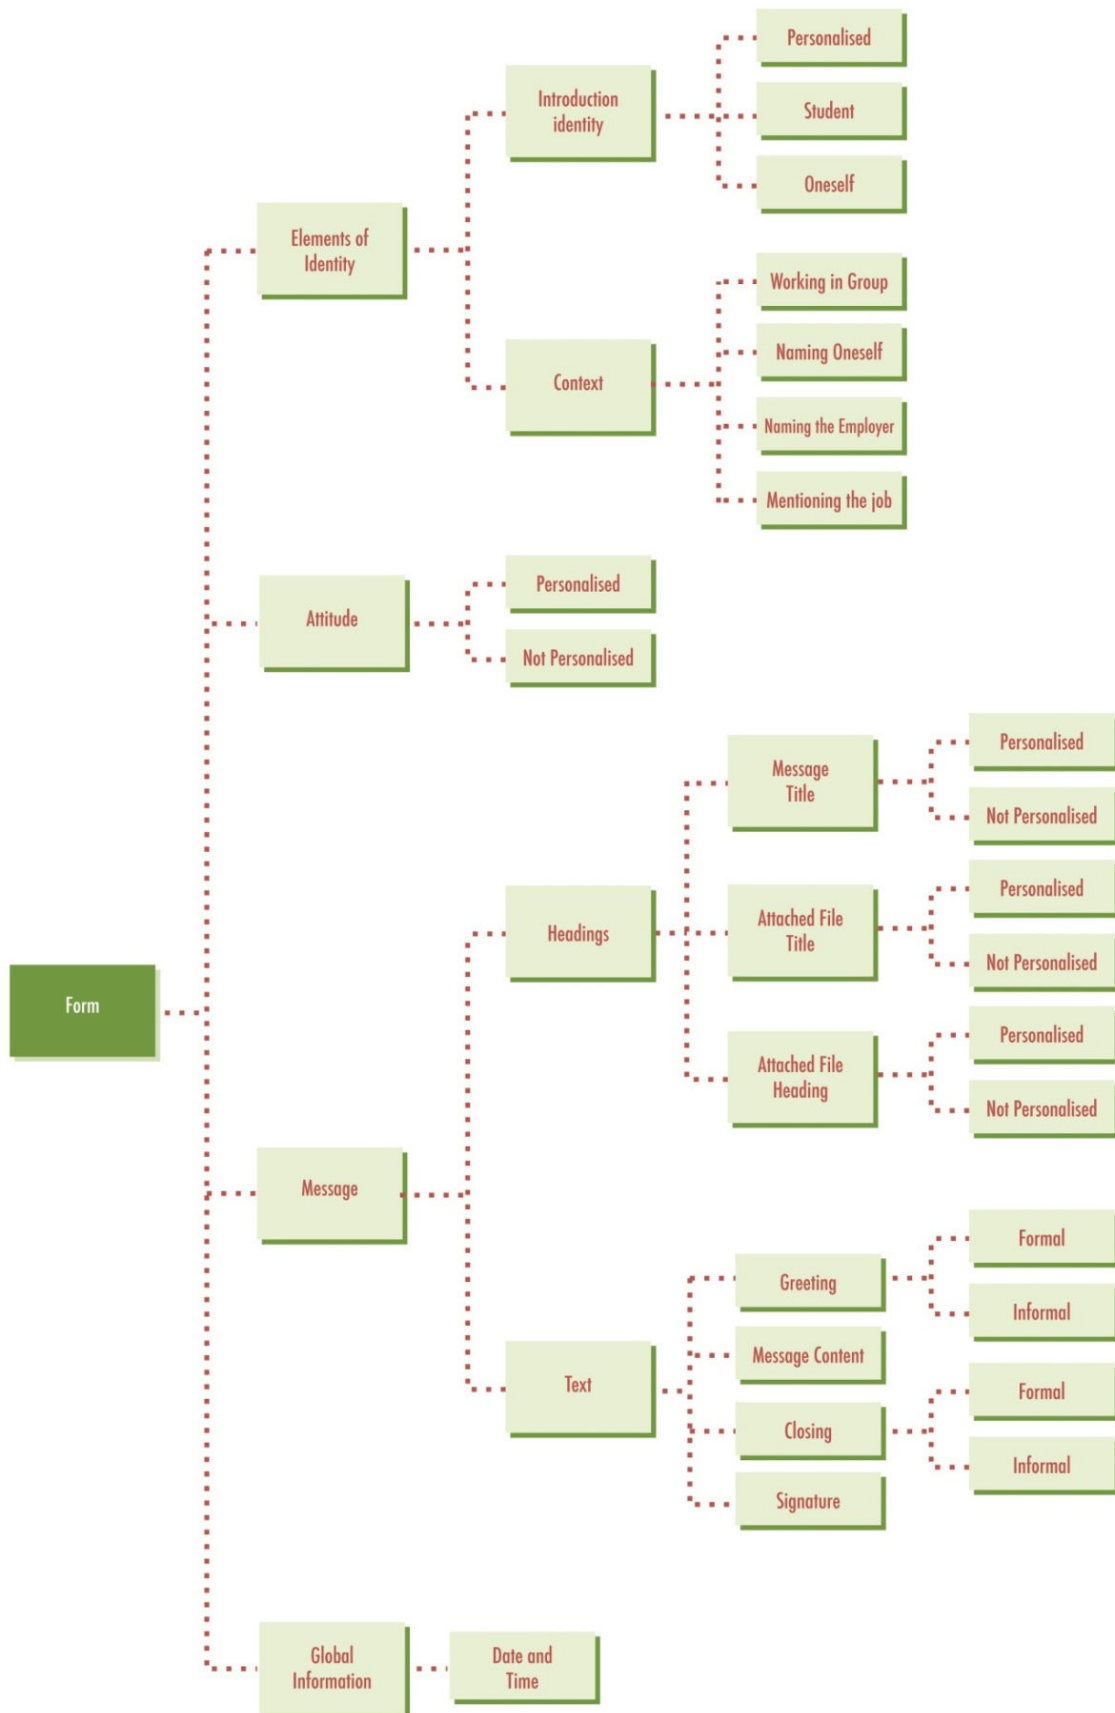 Form
Elements of
Identity
Introduction
identity
Personalised
Student
Oneself
Context
Working in Group
Naming Oneself
Naming the Employer
Mentioning the job
Attitude
Personalised
Not Personalised
Message
Headings
Message
Title
Personalised
Not Personalised
Attached File
Title
Personalised
Not Personalised
Attached File
Heading
Personalised
Not Personalised
Text
Greeting
Formal
Informal
Message Content
Closing
Formal
Informal
Signature
Global
Information
Date and
Time